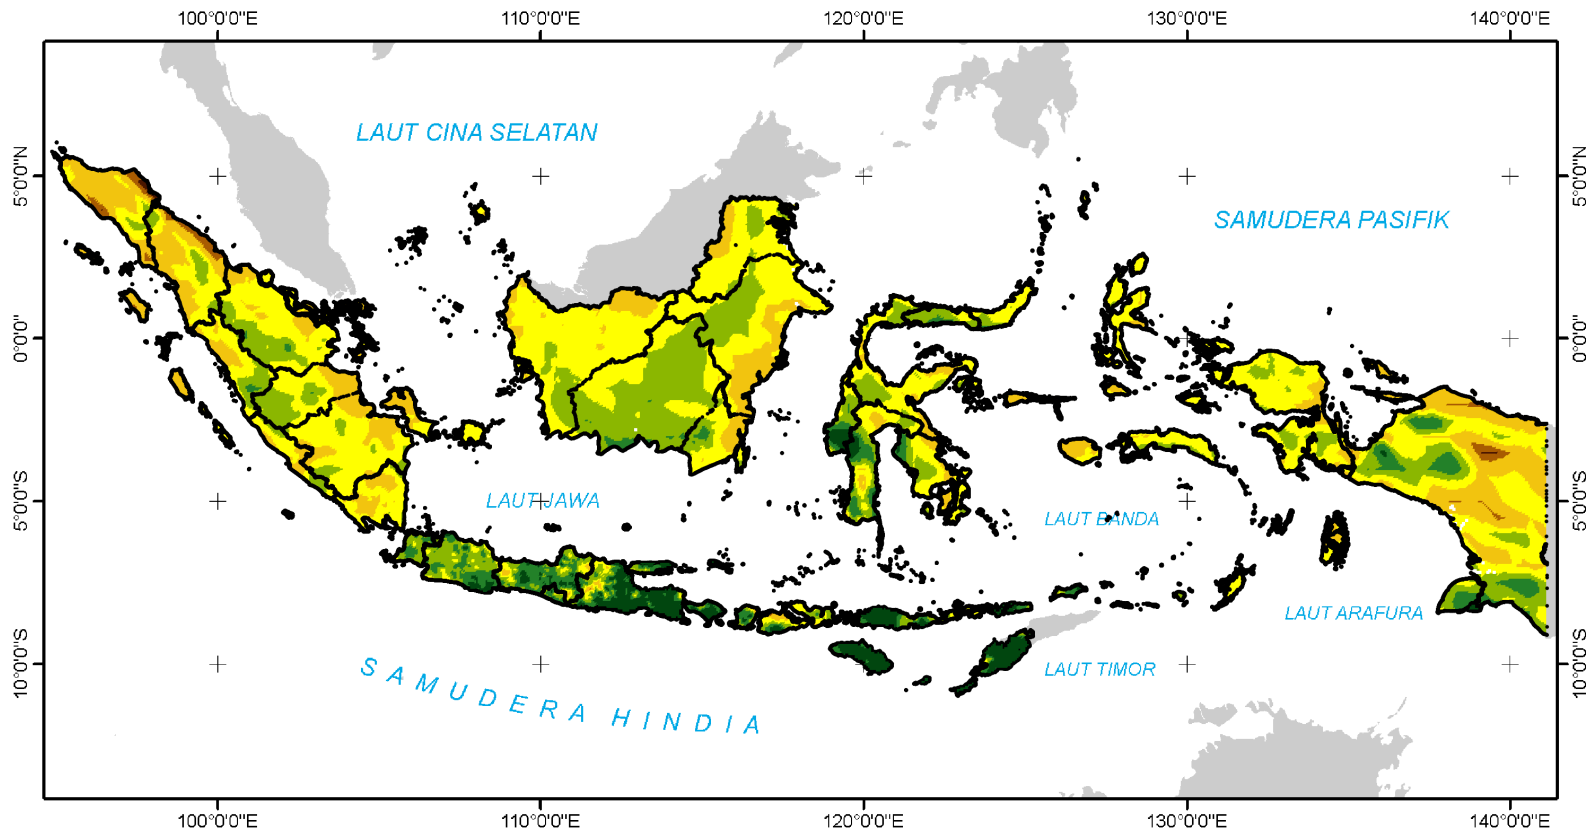 100°0'0"E 110°0'0"E 120°0'0"E 130°0'0"E 140°0'0"E
LAUT CINA SELATAN
5°0'0"N 5°0'0"N
SAMUDERA PASIFIK
0°0'0" 0°0'0"
LAUT JAWA
5°0'0"S 5°0'0"S
LAUT BANDA
LAUT ARAFURA
10°0'0"S 10°0'0"S
LAUT TIMOR
SAMUDERA HINDIA
100°0'0"E 110°0'0"E 120°0'0"E 130°0'0"E 140°0'0"E